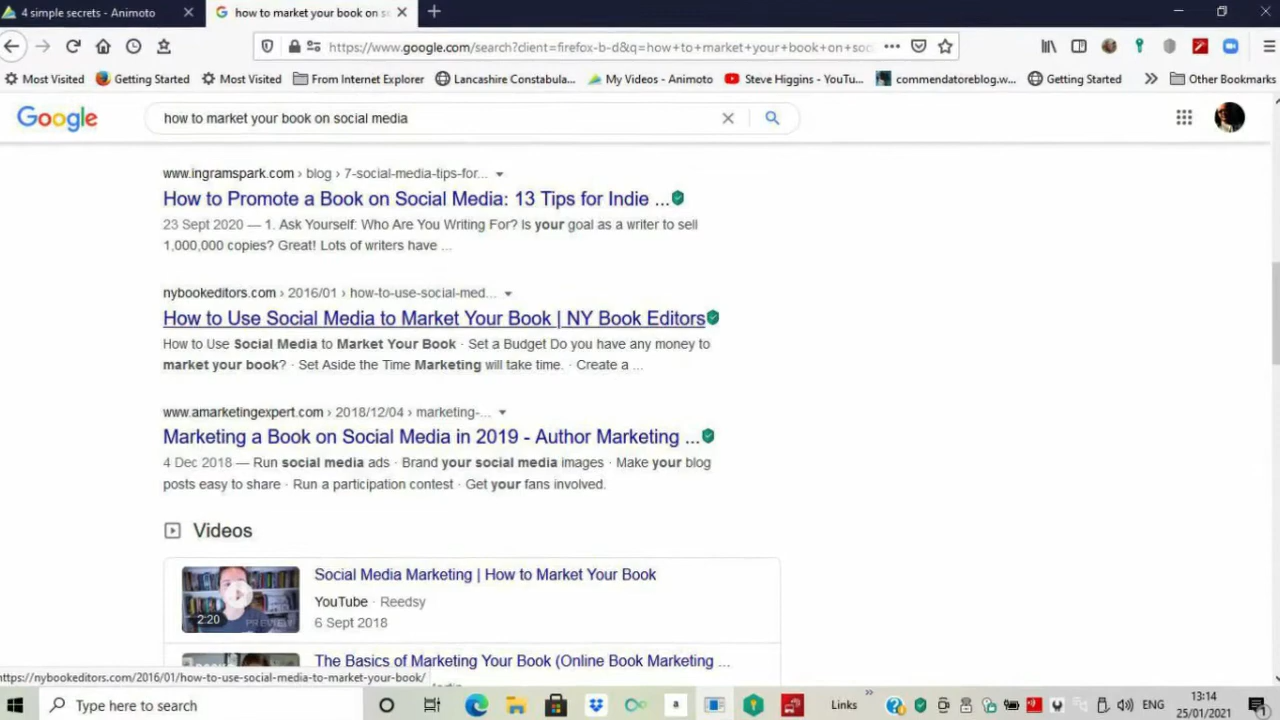 4 simple secrets - Animoto
how to market your book on s
https://www.google.com/search?client=firefox-b-d&q=how+to+market+your+book+on+soc
Most Visited
Getting Started
Most Visited
From Internet Explorer
Lancashire Constabula...
My Videos - Animoto
Steve Higgins - YouTu...
commendatoreblog.w...
Getting Started
Other Bookmarks
Google
how to market your book on social media
www.ingramspark.com › blog › 7-social-media-tips-for...
How to Promote a Book on Social Media: 13 Tips for Indie ...
23 Sept 2020 — 1. Ask Yourself: Who Are You Writing For? Is your goal as a writer to sell
1,000,000 copies? Great! Lots of writers have ...
nybookeditors.com › 2016/01 › how-to-use-social-med...
How to Use Social Media to Market Your Book | NY Book Editors
How to Use Social Media to Market Your Book · Set a Budget Do you have any money to
market your book? · Set Aside the Time Marketing will take time. · Create a ...
www.amarketingexpert.com › 2018/12/04 › marketing-...
Marketing a Book on Social Media in 2019 - Author Marketing ...
4 Dec 2018 — Run social media ads · Brand your social media images · Make your blog
posts easy to share · Run a participation contest · Get your fans involved.
Videos
Social Media Marketing | How to Market Your Book
YouTube · Reedsy
6 Sept 2018
2:20
PREVIEW
The Basics of Marketing Your Book (Online Book Marketing ...
https://nybookeditors.com/2016/01/how-to-use-social-media-to-market-your-book/
Type here to search
a
Links
ENG
13:14
25/01/2021
1